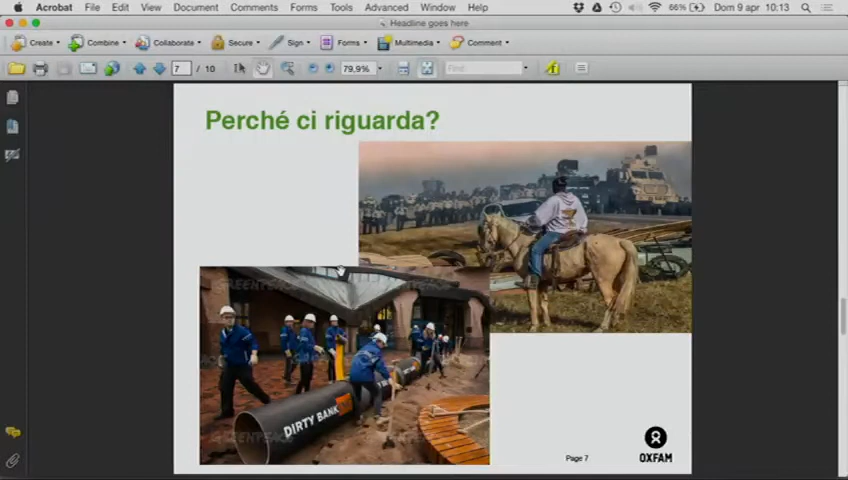 Acrobat File Edit View Document Comments Forms Tools Advanced Window Help
66% Dom 9 apr 10:13
Headline goes here
Create Combine Collaborate Secure Sign Forms Multimedia Comment
7 / 10 79,9% Find
Perché ci riguarda?
GREENPEACE
GREENPEACE
DIRTY BANK
GREENPEACE
Page 7
OXFAM